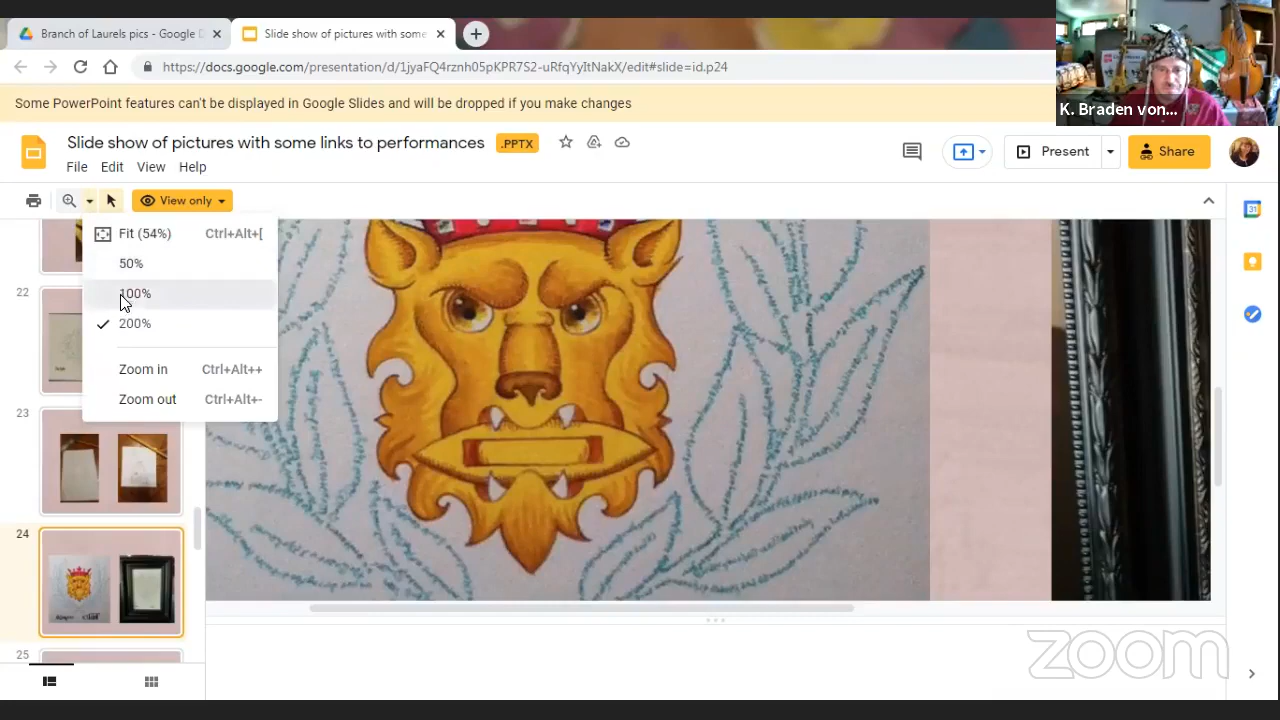 Branch of Laurels pics - Google D
Slide show of pictures with some
https://docs.google.com/presentation/d/1jyaFQ4rznh05pKPR7S2-uRfqYyItNakX/edit#slide=id.p24
Some PowerPoint features can't be displayed in Google Slides and will be dropped if you make changes
K. Braden von...
Slide show of pictures with some links to performances .PPTX
File Edit View Help
Present
Share
View only
31
Fit (54%) Ctrl+Alt+[
50%
100%
200%
Zoom in Ctrl+Alt++
Zoom out Ctrl+Alt+-
22
23
24
25
zoom